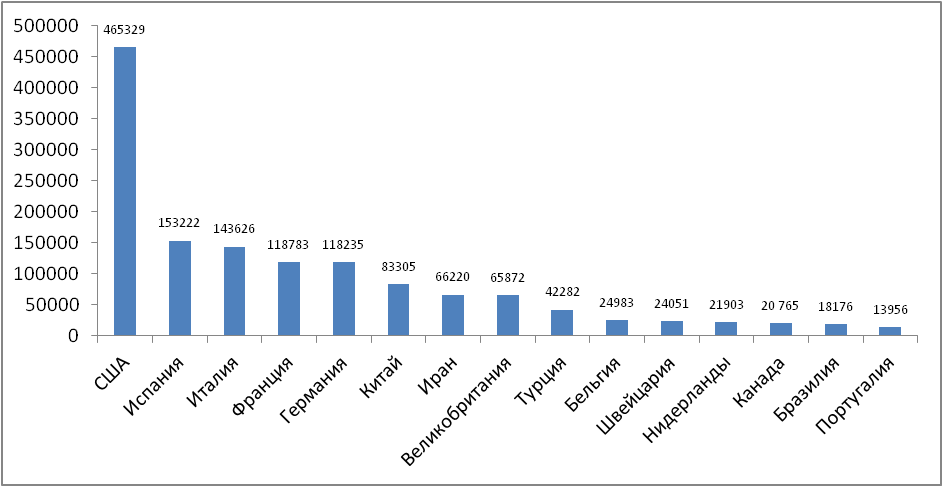 500000
450000
400000
350000
300000
250000
200000
150000
100000
50000
0
465329
153222
143626
118783
118235
83305
66220
65872
42282
24983
24051
21903
20 765
18176
13956
США
Испания
Италия
Франция
Германия
Китай
Иран
Великобритания
Турция
Бельгия
Швейцария
Нидерланды
Канада
Бразилия
Португалия